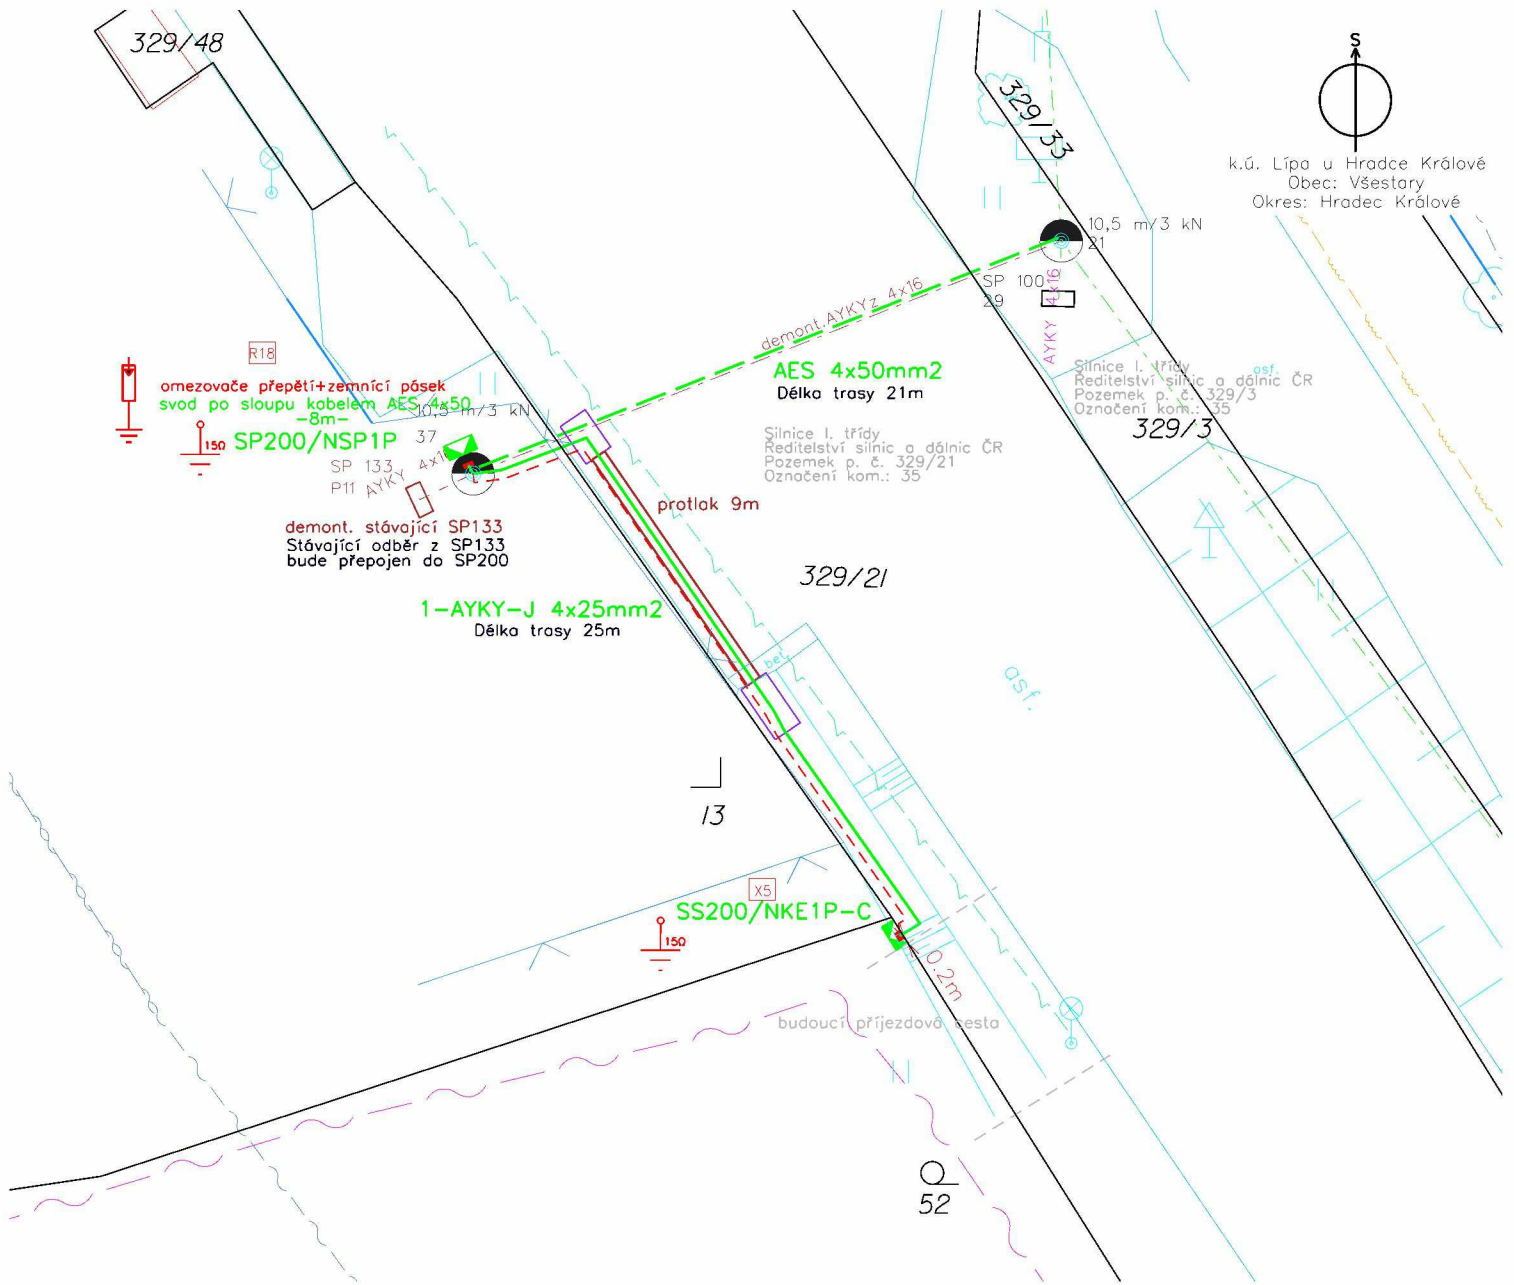 329/48
S
329/33
k.ú. Lípa u Hradce Králové
Obec: Všestary
Okres: Hradec Králové
10,5 m/3 kN
21
SP 100
29
AYKY 4x16
demont. AYKYz 4x16
AES 4x50mm2
Délka trasy 21m
Silnice I. třídy
Ředitelství silnic a dálnic ČR
Pozemek p. č. 329/3
Označení kom.: 35
osf.
329/3
Silnice I. třídy
Ředitelství silnic a dálnic ČR
Pozemek p. č. 329/21
Označení kom.: 35
R18
omezovače přepětí+zemnící pásek
svod po sloupu kabelem AES 4x50
-8m-
10,5 m/3 kN
37
15Ω
SP200/NSP1P
SP 133
P11
AYKY 4x16
demont. stávající SP133
Stávající odběr z SP133
bude přepojen do SP200
protlak 9m
329/21
1-AYKY-J 4x25mm2
Délka trasy 25m
bet.
asf.
13
X5
SS200/NKE1P-C
15Ω
0.2m
budoucí příjezdová cesta
52